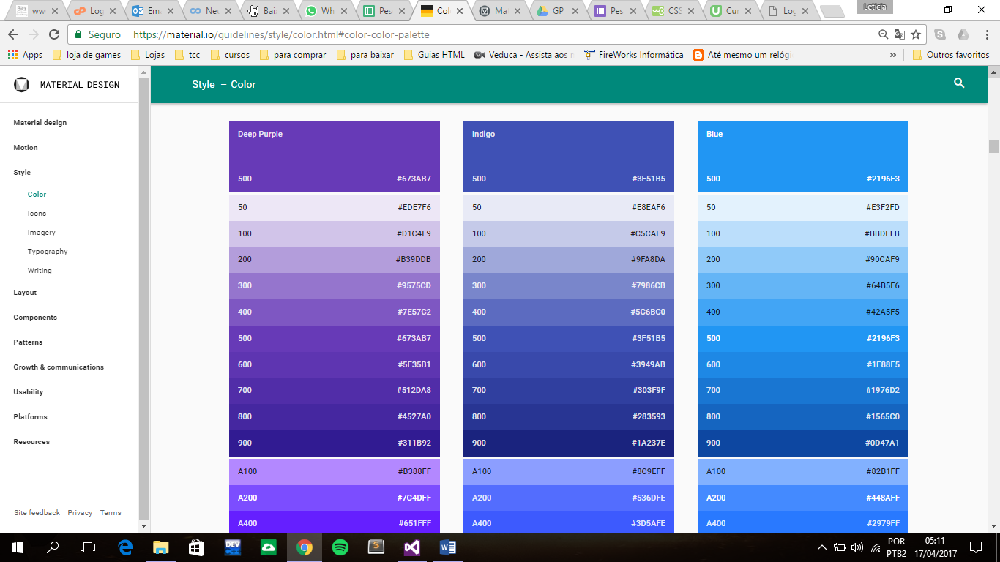 ww
Log
Ema
Neu
Bai
Wh
Pes
Col
Ma
GP
Pes
CSS
Cur
Log
Leticia
Seguro
https://material.io/guidelines/style/color.html#color-color-palette
Apps
loja de games
Lojas
tcc
cursos
para comprar
para baixar
Guias HTML
Veduca - Assista aos
FireWorks Informática
Até mesmo um relóg
»
Outros favoritos
MATERIAL DESIGN
Style – Color
Material design
Motion
Style
Color
Icons
Imagery
Typography
Writing
Layout
Components
Patterns
Growth & communications
Usability
Platforms
Resources
Site feedback Privacy Terms
Deep Purple
500 #673AB7
50 #EDE7F6
100 #D1C4E9
200 #B39DDB
300 #9575CD
400 #7E57C2
500 #673AB7
600 #5E35B1
700 #512DA8
800 #4527A0
900 #311B92
A100 #B388FF
A200 #7C4DFF
A400 #651FFF
Indigo
500 #3F51B5
50 #E8EAF6
100 #C5CAE9
200 #9FA8DA
300 #7986CB
400 #5C6BC0
500 #3F51B5
600 #3949AB
700 #303F9F
800 #283593
900 #1A237E
A100 #8C9EFF
A200 #536DFE
A400 #3D5AFE
Blue
500 #2196F3
50 #E3F2FD
100 #BBDEFB
200 #90CAF9
300 #64B5F6
400 #42A5F5
500 #2196F3
600 #1E88E5
700 #1976D2
800 #1565C0
900 #0D47A1
A100 #82B1FF
A200 #448AFF
A400 #2979FF
DEV
POR
PTB2
05:11
17/04/2017